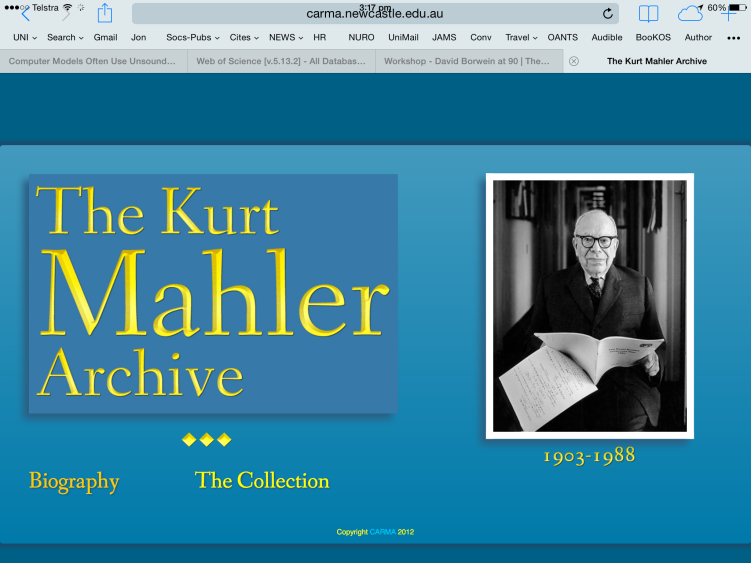 Telstra 3:17 pm 60%
carma.newcastle.edu.au
UNI Search Gmail Jon Socs-Pubs Cites NEWS HR NURO UniMail JAMS Conv Travel OANTS Audible BooKOS Author
Computer Models Often Use Unsound... Web of Science [v.5.13.2] - All Databas... Workshop - David Borwein at 90 | The... The Kurt Mahler Archive
The Kurt
Mahler
Archive
1903-1988
Biography The Collection
Copyright CARMA 2012